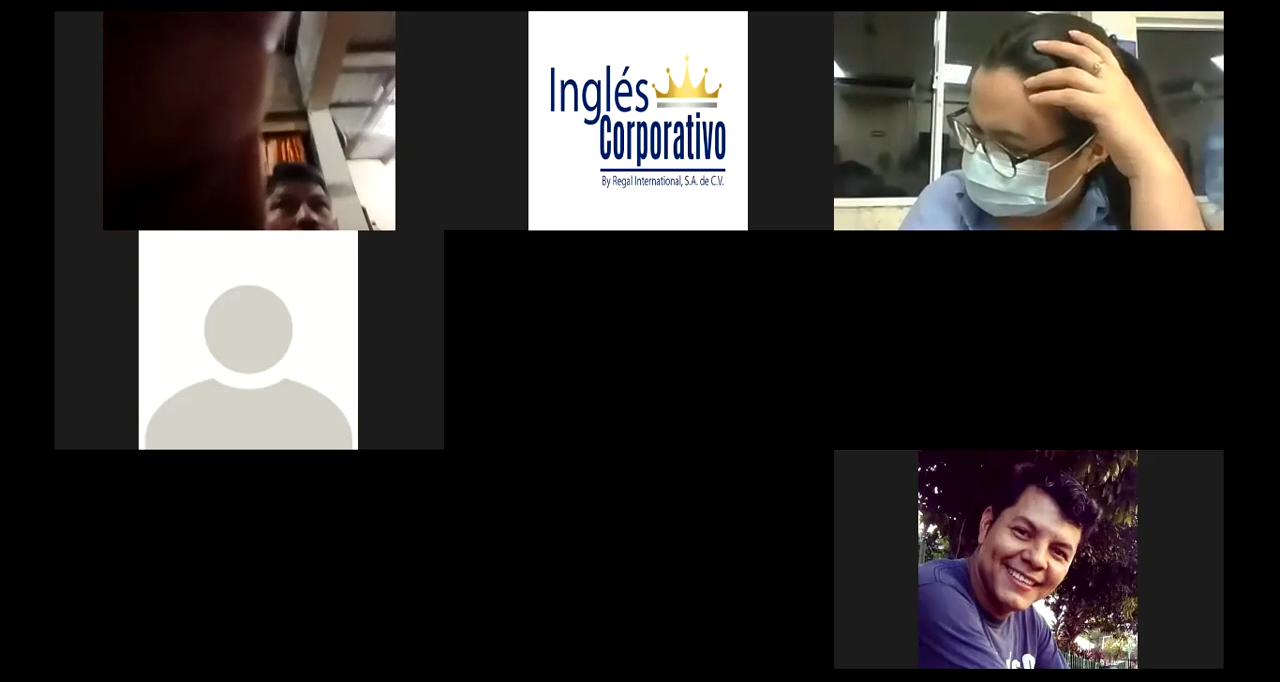 Inglés
Corporativo
By Regal International, S.A. de C.V.